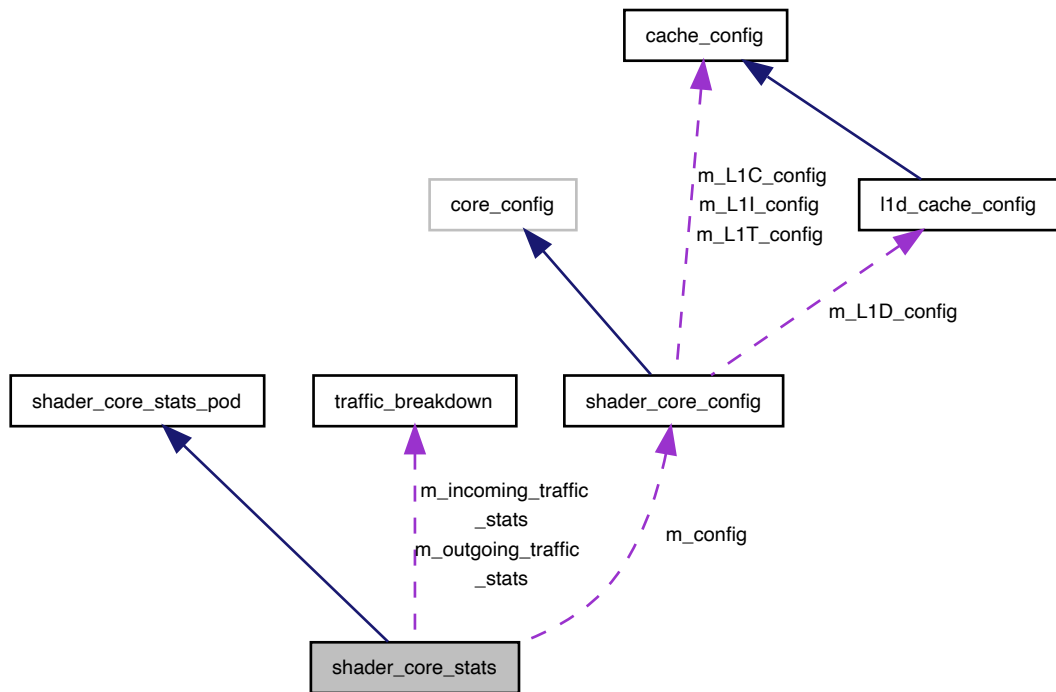 cache_config
m_L1C_config
m_L1I_config
m_L1T_config
core_config
l1d_cache_config
m_L1D_config
shader_core_stats_pod
traffic_breakdown
shader_core_config
m_incoming_traffic
_stats
m_outgoing_traffic
_stats
m_config
shader_core_stats